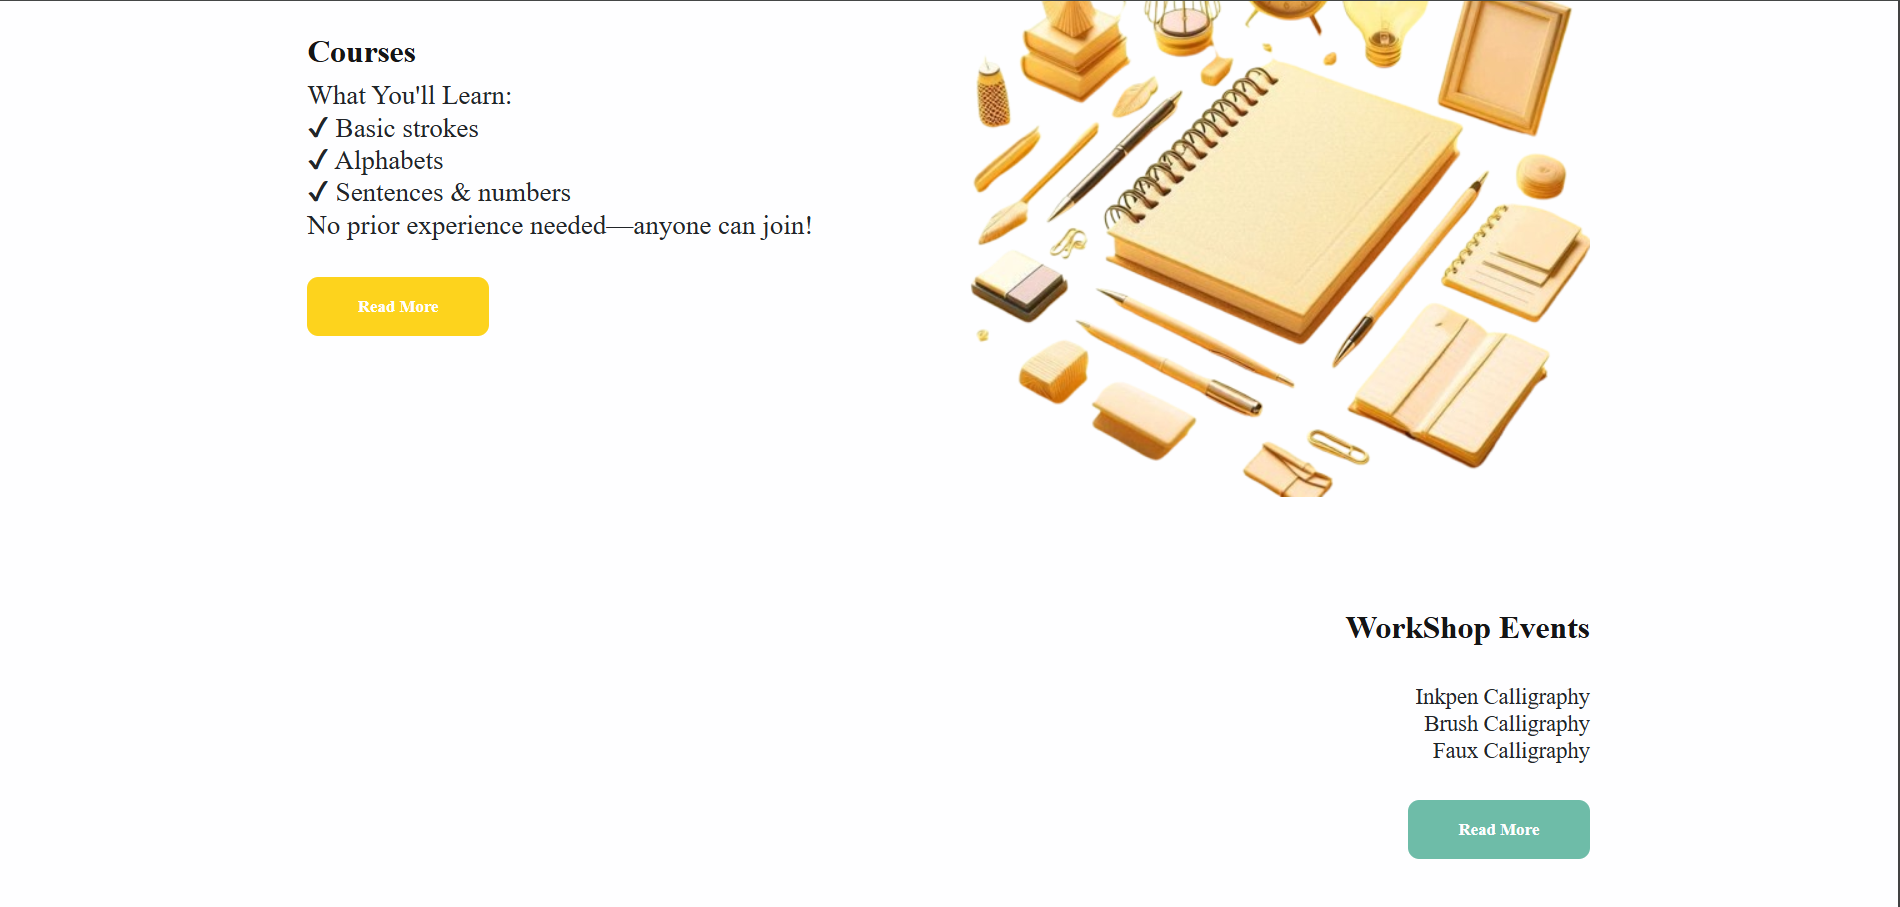 Courses
What You'll Learn:
✓ Basic strokes
✓ Alphabets
✓ Sentences & numbers
No prior experience needed—anyone can join!
Read More
WorkShop Events
Inkpen Calligraphy
Brush Calligraphy
Faux Calligraphy
Read More